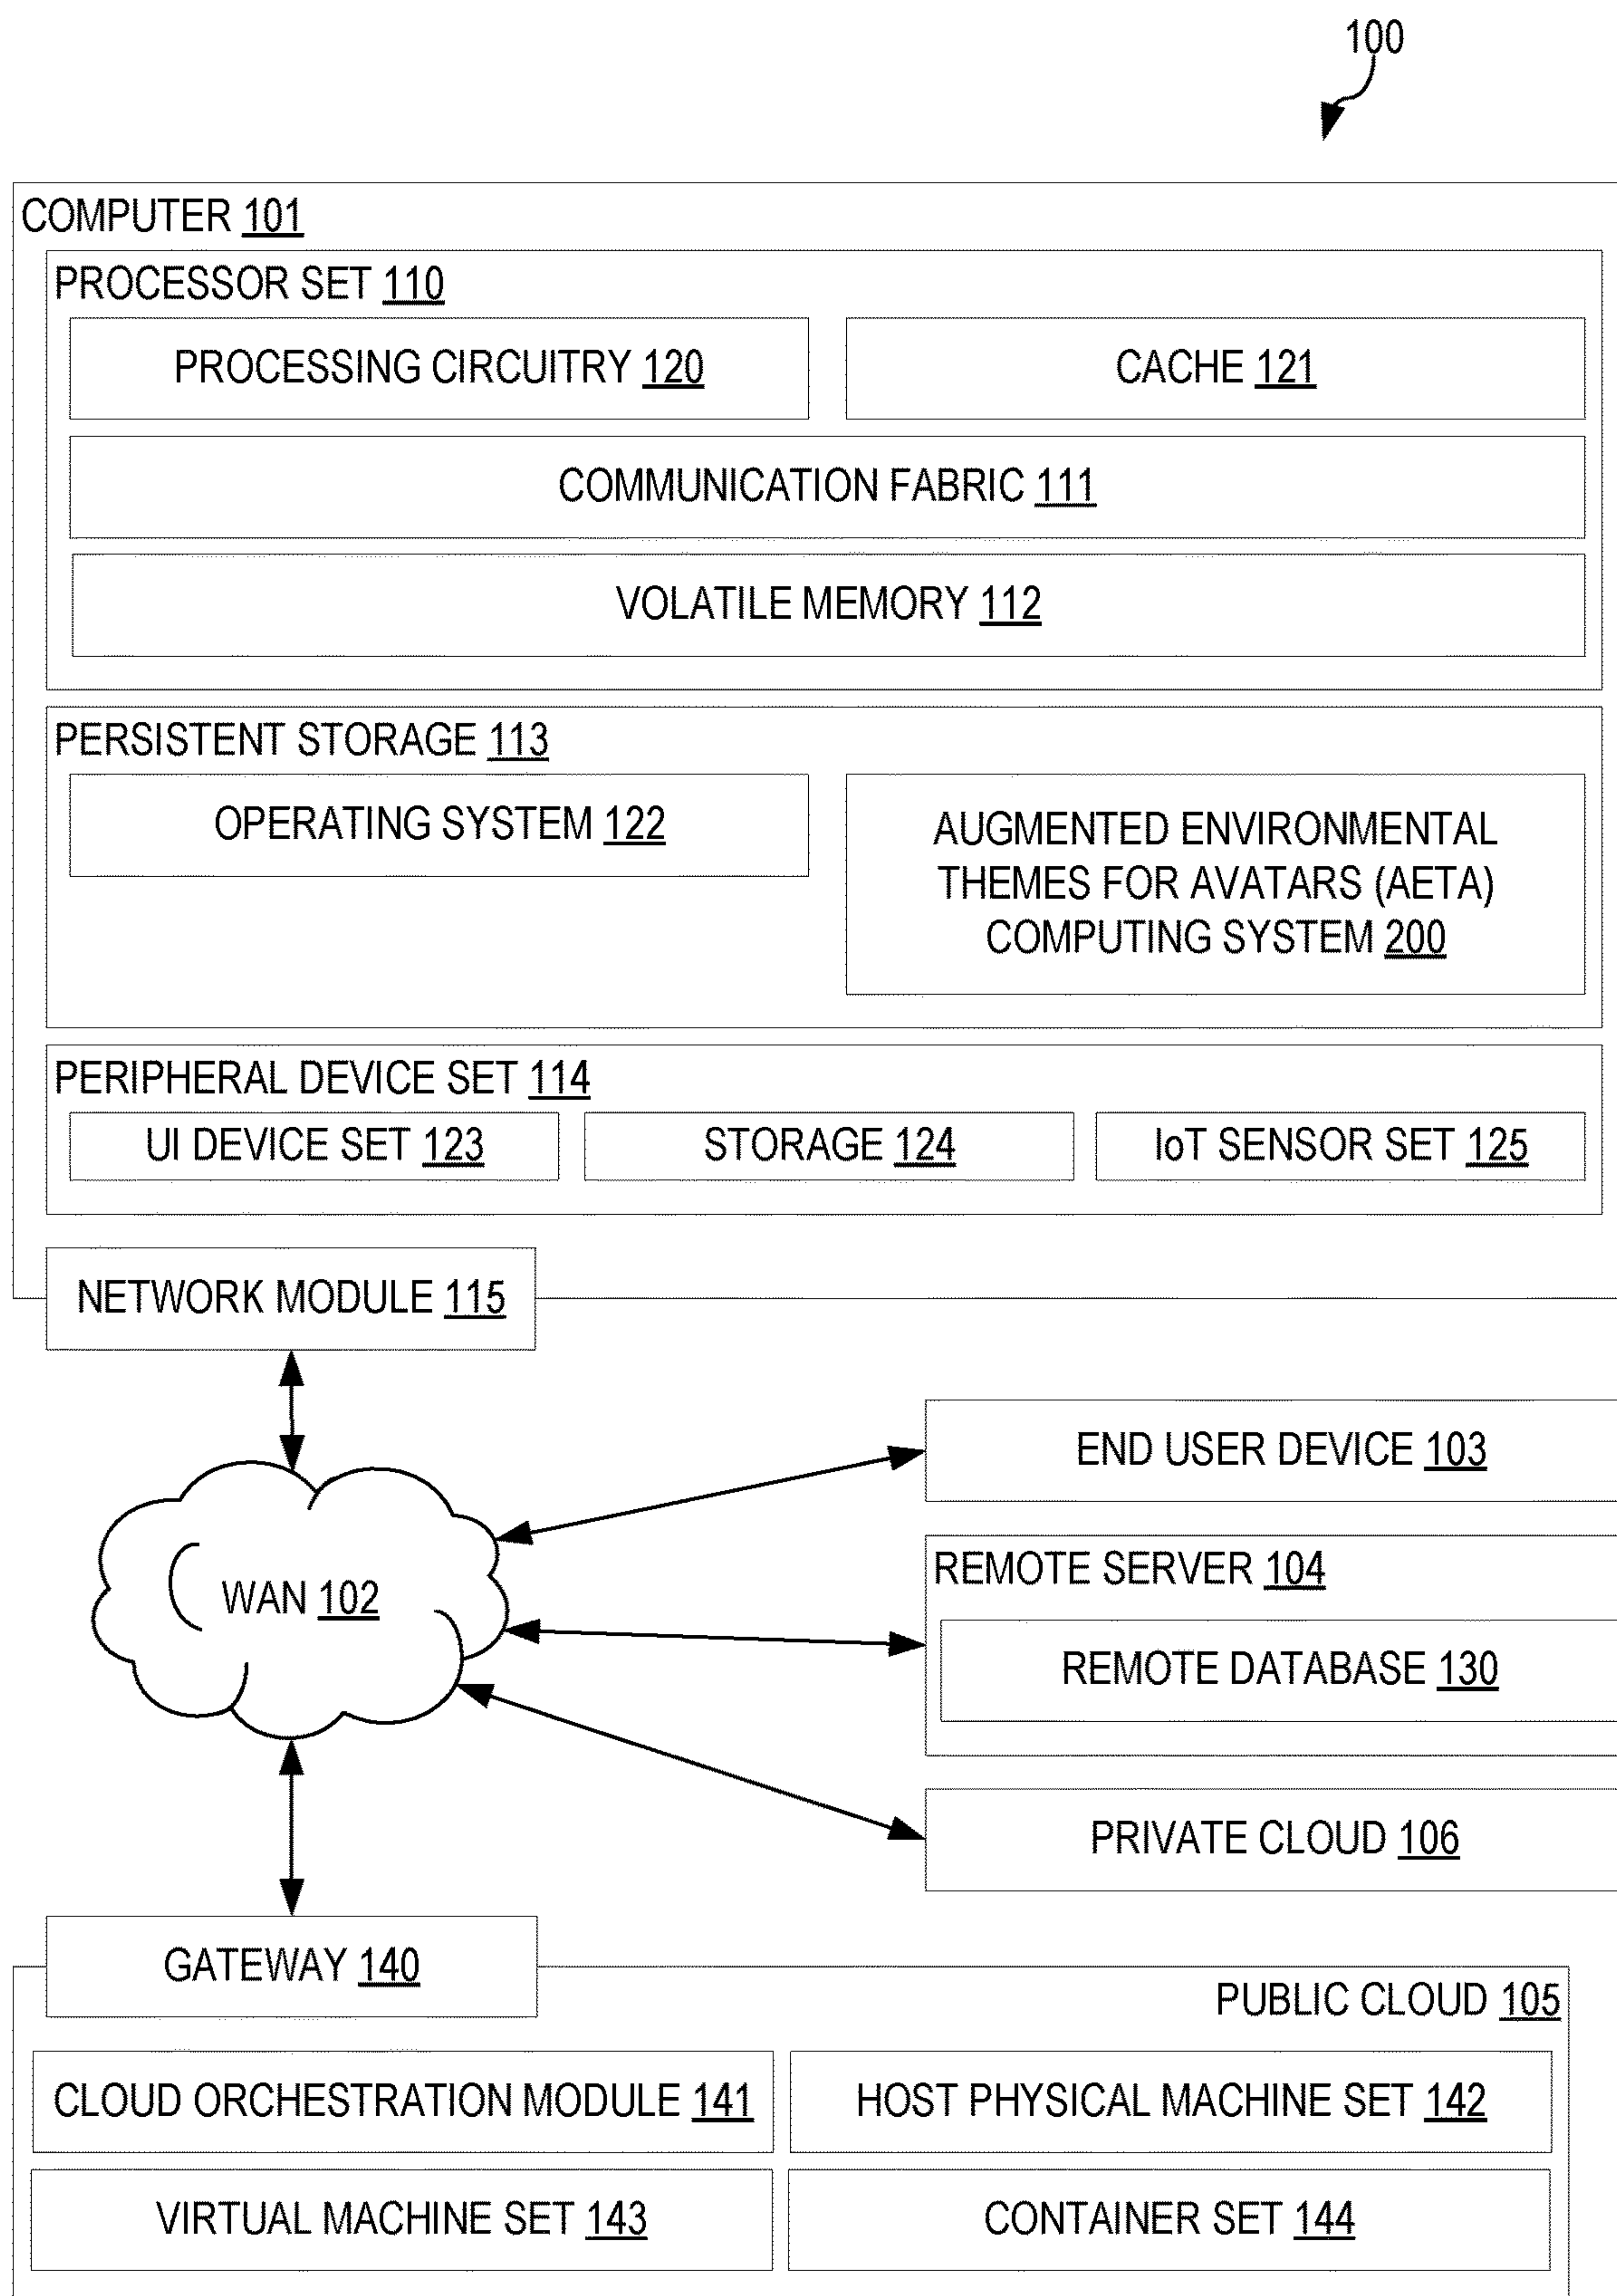 100
COMPUTER 101
PROCESSOR SET 110
PROCESSING CIRCUITRY 120
CACHE 121
COMMUNICATION FABRIC 111
VOLATILE MEMORY 112
PERSISTENT STORAGE 113
OPERATING SYSTEM 122
AUGMENTED ENVIRONMENTAL
THEMES FOR AVATARS (AETA)
COMPUTING SYSTEM 200
PERIPHERAL DEVICE SET 114
UI DEVICE SET 123
STORAGE 124
IoT SENSOR SET 125
NETWORK MODULE 115
END USER DEVICE 103
WAN 102
REMOTE SERVER 104
REMOTE DATABASE 130
PRIVATE CLOUD 106
GATEWAY 140
PUBLIC CLOUD 105
CLOUD ORCHESTRATION MODULE 141
HOST PHYSICAL MACHINE SET 142
VIRTUAL MACHINE SET 143
CONTAINER SET 144